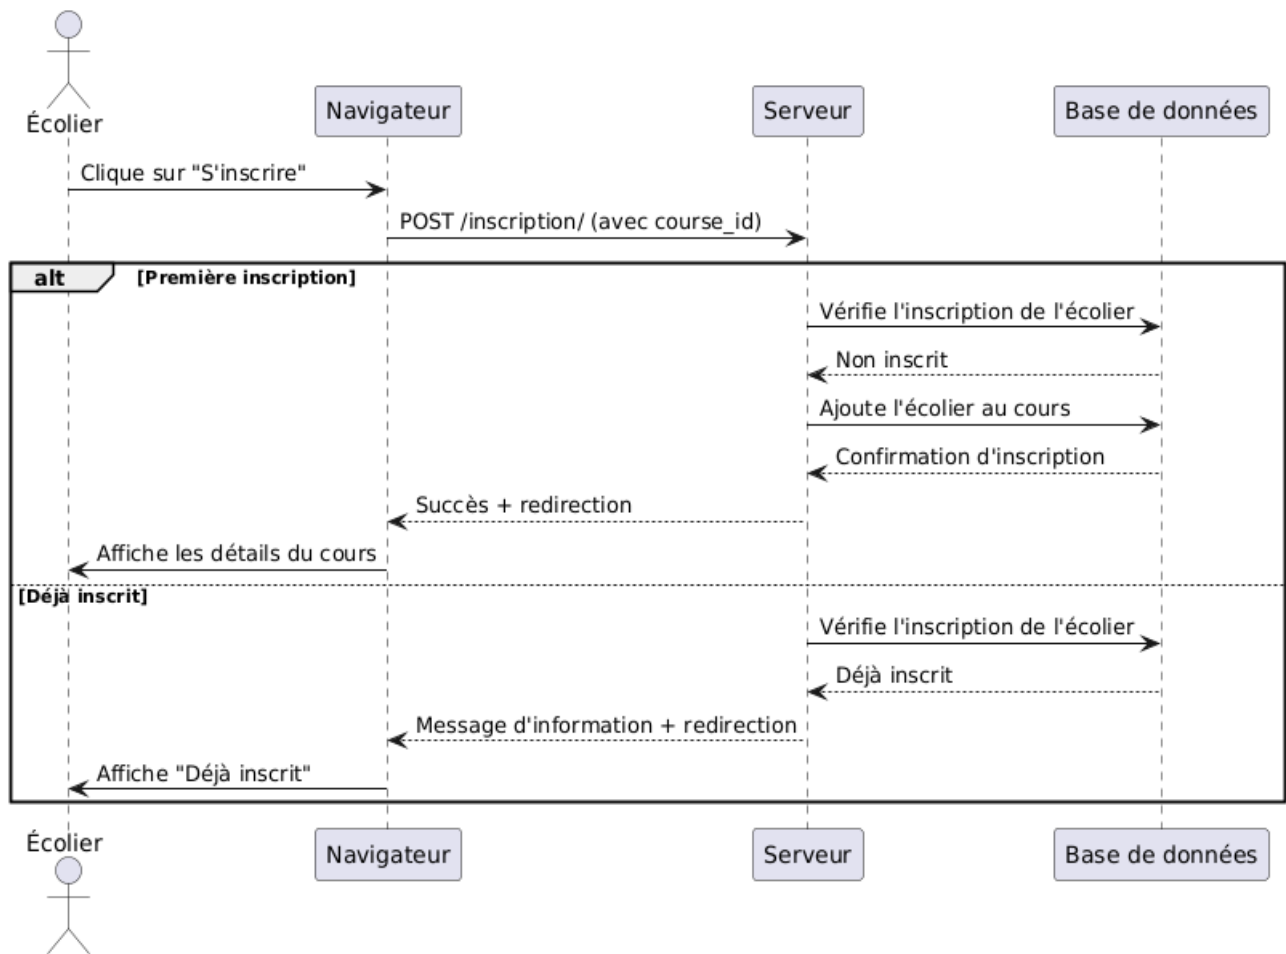 Écolier
Navigateur
Serveur
Base de données
Clique sur "S'inscrire"
POST /inscription/ (avec course_id)
alt
[Première inscription]
Vérifie l'inscription de l'écolier
Non inscrit
Ajoute l'écolier au cours
Confirmation d'inscription
Succès + redirection
Affiche les détails du cours
[Déjà inscrit]
Vérifie l'inscription de l'écolier
Déjà inscrit
Message d'information + redirection
Affiche "Déjà inscrit"
Écolier
Navigateur
Serveur
Base de données